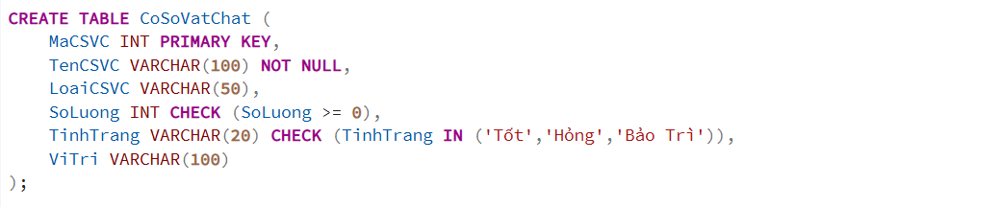 CREATE TABLE CoSoVatChat (
    MaCSVC INT PRIMARY KEY,
    TenCSVC VARCHAR(100) NOT NULL,
    LoaiCSVC VARCHAR(50),
    SoLuong INT CHECK (SoLuong >= 0),
    TinhTrang VARCHAR(20) CHECK (TinhTrang IN ('Tốt','Hỏng','Bảo Trì')),
    ViTri VARCHAR(100)
);